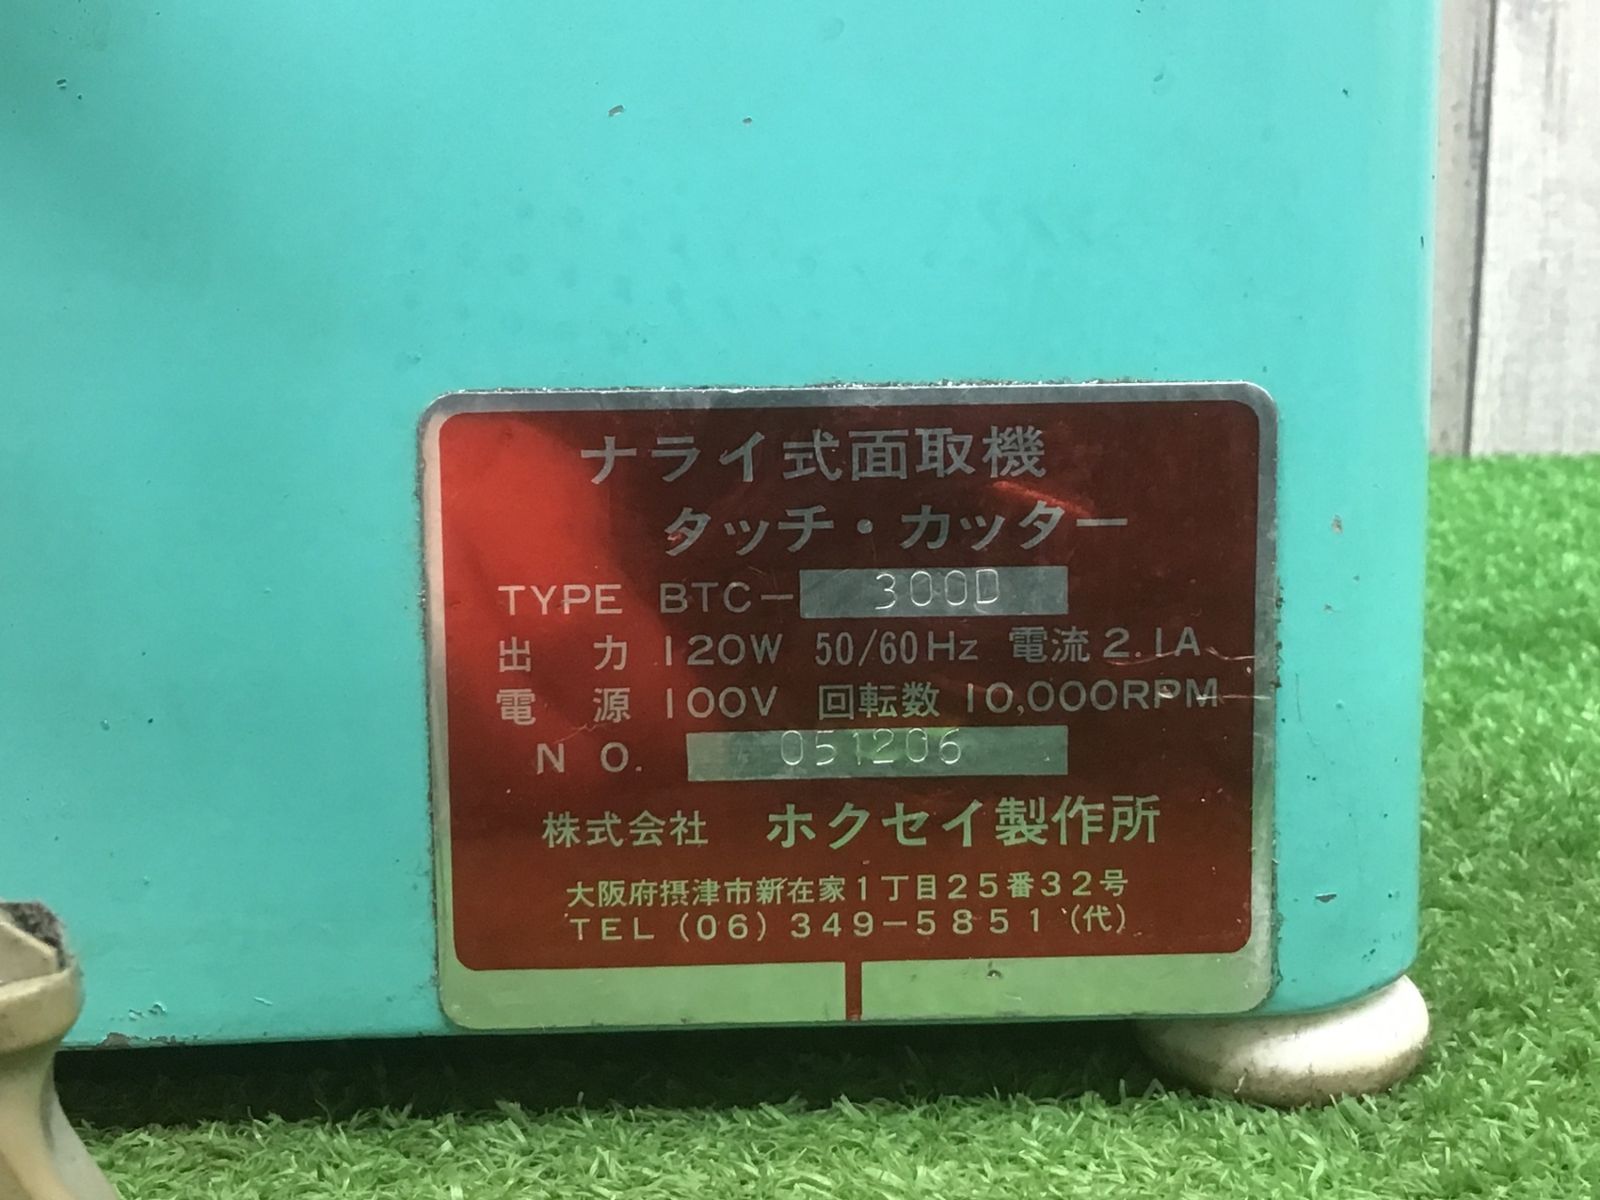 ナライ式面取機
タッチ・カッター
TYPE BTC- 300D
出力 120W 50/60Hz 電流 2.1A
電源 100V 回転数 10,000RPM
NO. 051206
株式会社 ホクセイ製作所
大阪府摂津市新在家1丁目25番32号
TEL (06) 349-5851 (代)